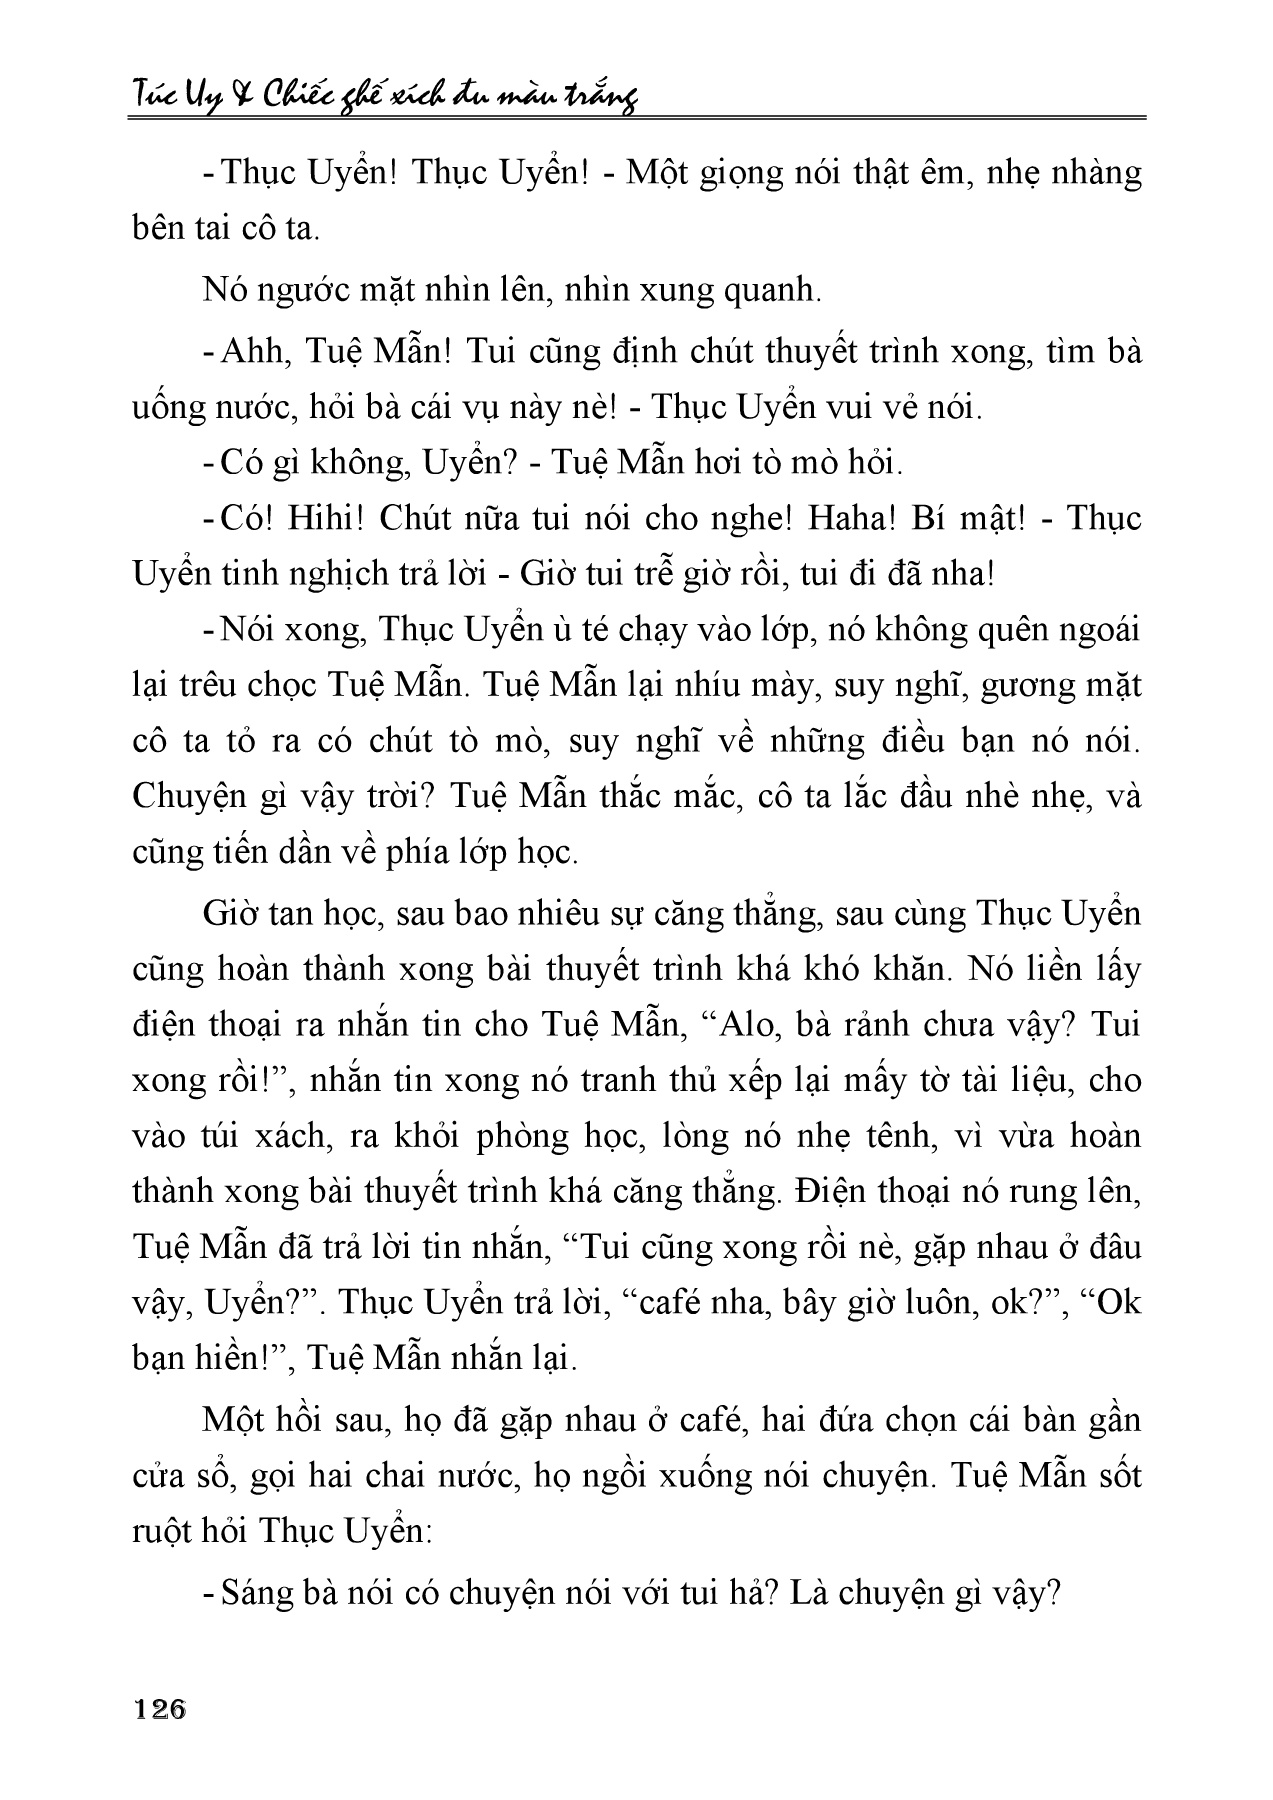 Túc Uy & Chiếc ghế xích đu màu trắng
- Thục Uyển! Thục Uyển! - Một giọng nói thật êm, nhẹ nhàng
bên tai cô ta.
Nó ngước mặt nhìn lên, nhìn xung quanh.
- Ahh, Tuệ Mẫn! Tui cũng định chút thuyết trình xong, tìm bà
uống nước, hỏi bà cái vụ này nè! - Thục Uyển vui vẻ nói.
- Có gì không, Uyển? - Tuệ Mẫn hơi tò mò hỏi.
- Có! Hihi! Chút nữa tui nói cho nghe! Haha! Bí mật! - Thục
Uyển tinh nghịch trả lời - Giờ tui trễ giờ rồi, tui đi đã nha!
- Nói xong, Thục Uyển ù té chạy vào lớp, nó không quên ngoái
lại trêu chọc Tuệ Mẫn. Tuệ Mẫn lại nhíu mày, suy nghĩ, gương mặt
cô ta tỏ ra có chút tò mò, suy nghĩ về những điều bạn nó nói.
Chuyện gì vậy trời? Tuệ Mẫn thắc mắc, cô ta lắc đầu nhè nhẹ, và
cũng tiến dần về phía lớp học.
Giờ tan học, sau bao nhiêu sự căng thẳng, sau cùng Thục Uyển
cũng hoàn thành xong bài thuyết trình khá khó khăn. Nó liền lấy
điện thoại ra nhắn tin cho Tuệ Mẫn, “Alo, bà rảnh chưa vậy? Tui
xong rồi!”, nhắn tin xong nó tranh thủ xếp lại mấy tờ tài liệu, cho
vào túi xách, ra khỏi phòng học, lòng nó nhẹ tênh, vì vừa hoàn
thành xong bài thuyết trình khá căng thẳng. Điện thoại nó rung lên,
Tuệ Mẫn đã trả lời tin nhắn, “Tui cũng xong rồi nè, gặp nhau ở đâu
vậy, Uyển?”. Thục Uyển trả lời, “café nha, bây giờ luôn, ok?”, “Ok
bạn hiền!”, Tuệ Mẫn nhắn lại.
Một hồi sau, họ đã gặp nhau ở café, hai đứa chọn cái bàn gần
cửa sổ, gọi hai chai nước, họ ngồi xuống nói chuyện. Tuệ Mẫn sốt
ruột hỏi Thục Uyển:
- Sáng bà nói có chuyện nói với tui hả? Là chuyện gì vậy?
126